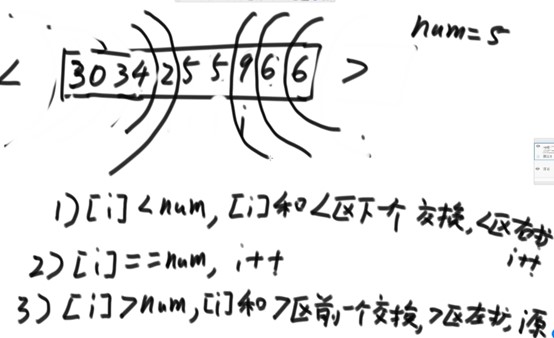 num=5
< 3 0 3 4 2 5 5 9 6 6 >
i
1) [i] < num, [i]和<区下一个 交换, <区右扩
i++
2) [i] == num, i++
3) [i] > num, [i]和>区前一个交换, >区左扩, i原